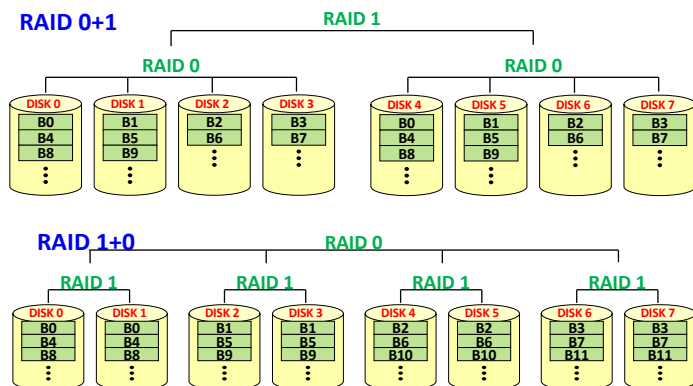 RAID 0+1
RAID 1
RAID 0 RAID 0
DISK 0 DISK 1 DISK 2 DISK 3 DISK 4 DISK 5 DISK 6 DISK 7
B0 B1 B2 B3 B0 B1 B2 B3
B4 B5 B6 B7 B4 B5 B6 B7
B8 B9 B8 B9
RAID 1+0
RAID 0
RAID 1 RAID 1 RAID 1 RAID 1
DISK 0 DISK 1 DISK 2 DISK 3 DISK 4 DISK 5 DISK 6 DISK 7
B0 B0 B1 B1 B2 B2 B3 B3
B4 B4 B5 B5 B6 B6 B7 B7
B8 B8 B9 B9 B10 B10 B11 B11